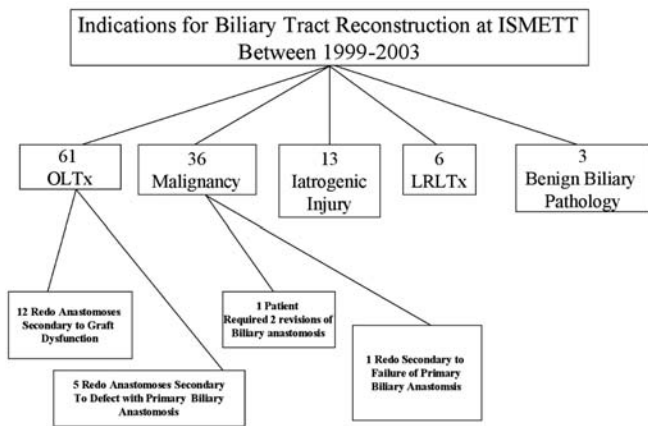 Indications for Biliary Tract Reconstruction at ISMETT
Between 1999-2003
61
OLTx
36
Malignancy
13
Iatrogenic
Injury
6
LRLTx
3
Benign Biliary
Pathology
12 Redo Anastomoses
Secondary to Graft
Dysfunction
1 Patient
Required 2 revisions of
Biliary anastomosis
1 Redo Secondary to
Failure of Primary
Biliary Anastomsis
5 Redo Anastomoses Secondary
To Defect with Primary Biliary
Anastomosis